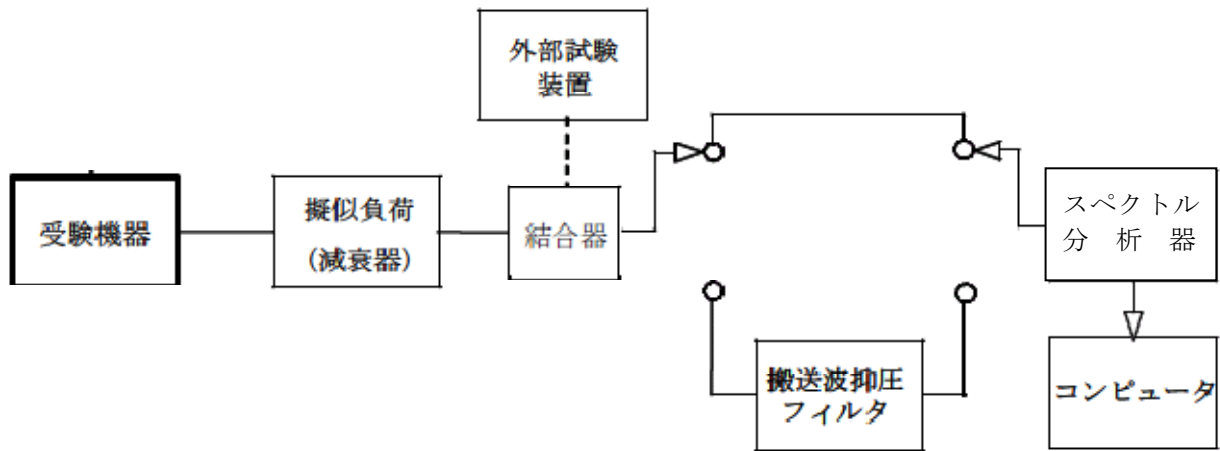 外部試験
装置
受験機器
擬似負荷
(減衰器)
結合器
スペクトル
分 析 器
搬送波抑圧
フィルタ
コンピュータ